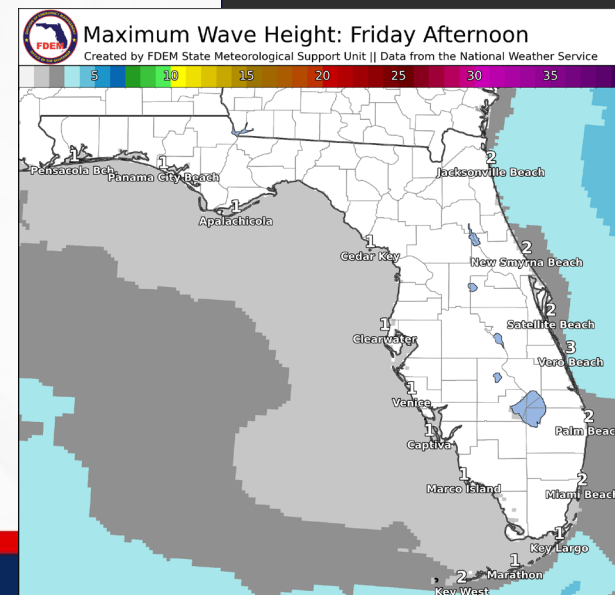 Maximum Wave Height: Friday Afternoon
FDEM
Created by FDEM State Meteorological Support Unit || Data from the National Weather Service
5 10 15 20 25 30 35
1
Pensacola Bch
1
Panama City Beach
1
Apalachicola
2
Jacksonville Beach
1
Cedar Key
2
New Smyrna Beach
2
Satellite Beach
1
Clearwater
3
Vero Beach
1
Venice
2
Palm Beac
1
Captiva
1
Marco Island
2
Miami Beach
1
Key Largo
1
Marathon
2
Key West